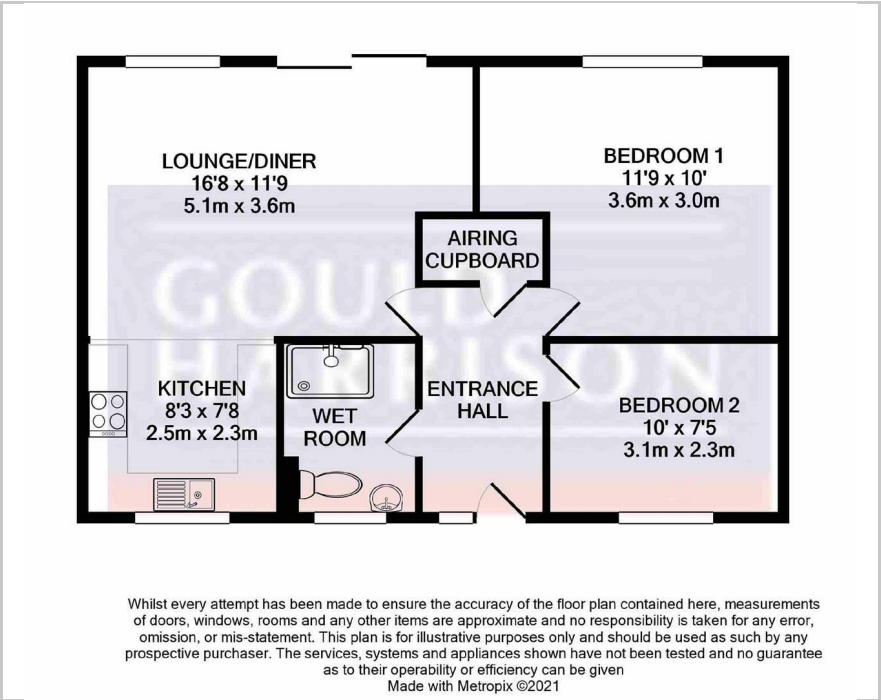 LOUNGE/DINER
16'8 x 11'9
5.1m x 3.6m
BEDROOM 1
11'9 x 10'
3.6m x 3.0m
AIRING
CUPBOARD
GOULD
HARRISON
KITCHEN
8'3 x 7'8
2.5m x 2.3m
WET
ROOM
ENTRANCE
HALL
BEDROOM 2
10' x 7'5
3.1m x 2.3m
Whilst every attempt has been made to ensure the accuracy of the floor plan contained here, measurements
of doors, windows, rooms and any other items are approximate and no responsibility is taken for any error,
omission, or mis-statement. This plan is for illustrative purposes only and should be used as such by any
prospective purchaser. The services, systems and appliances shown have not been tested and no guarantee
as to their operability or efficiency can be given
Made with Metropix ©2021